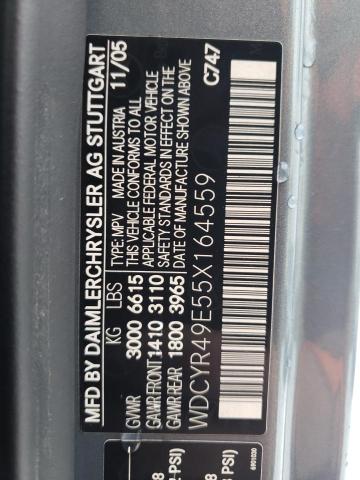 MFD BY DAIMLERCHRYSLER AG STUTTGART
KG LBS TYPE: MPV MADE IN AUSTRIA 11/05
GVWR 3000 6615 THIS VEHICLE CONFORMS TO ALL
GAWR FRONT 1410 3110 APPLICABLE FEDERAL MOTOR VEHICLE
GAWR REAR 1800 3965 SAFETY STANDARDS IN EFFECT ON THE
DATE OF MANUFACTURE SHOWN ABOVE
WDCYR49E55X164559 C747
PSI)
PSI)